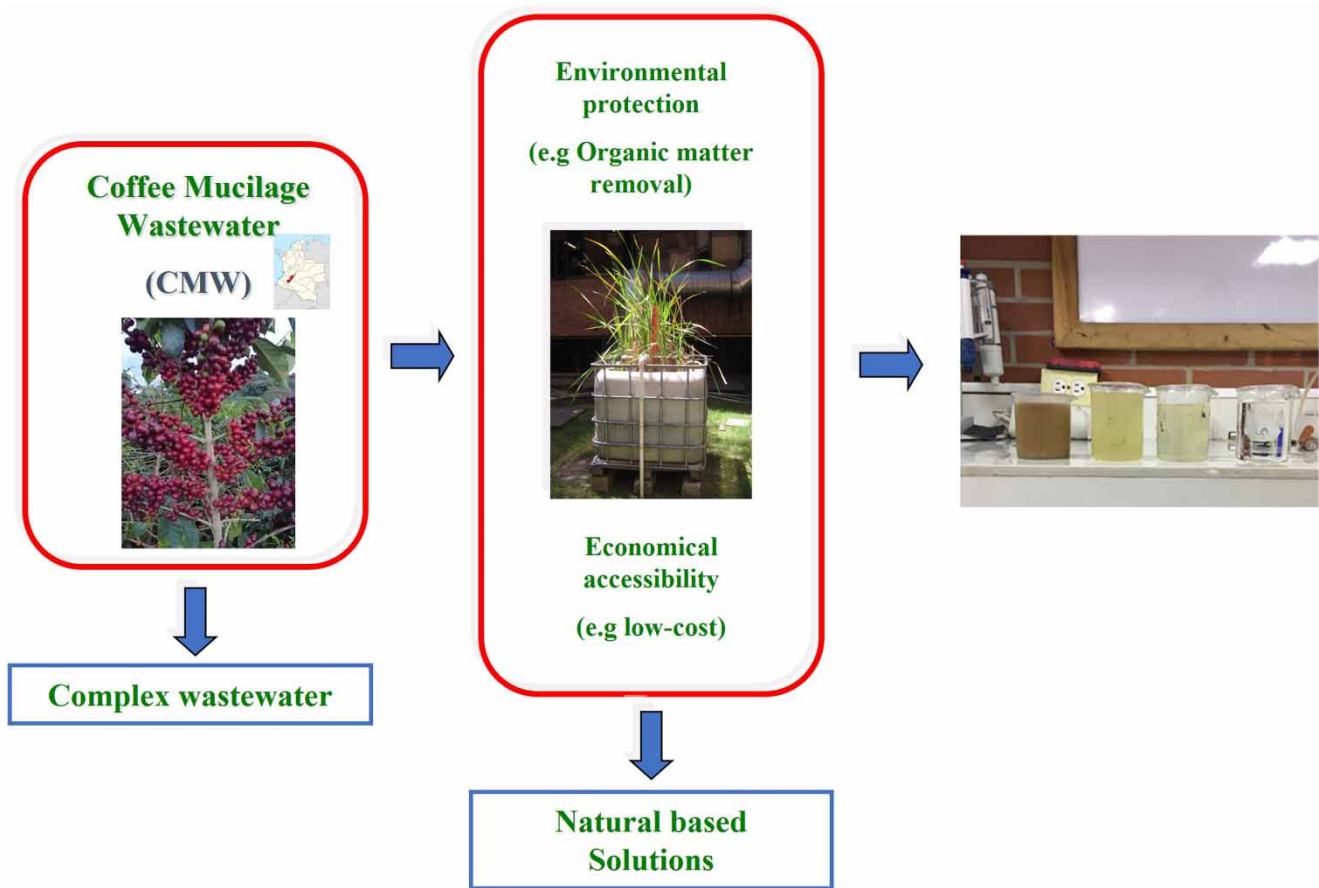 Coffee Mucilage
Wastewater
(CMW)
Complex wastewater
Environmental
protection
(e.g Organic matter
removal)
Economical
accessibility
(e.g low-cost)
Natural based
Solutions